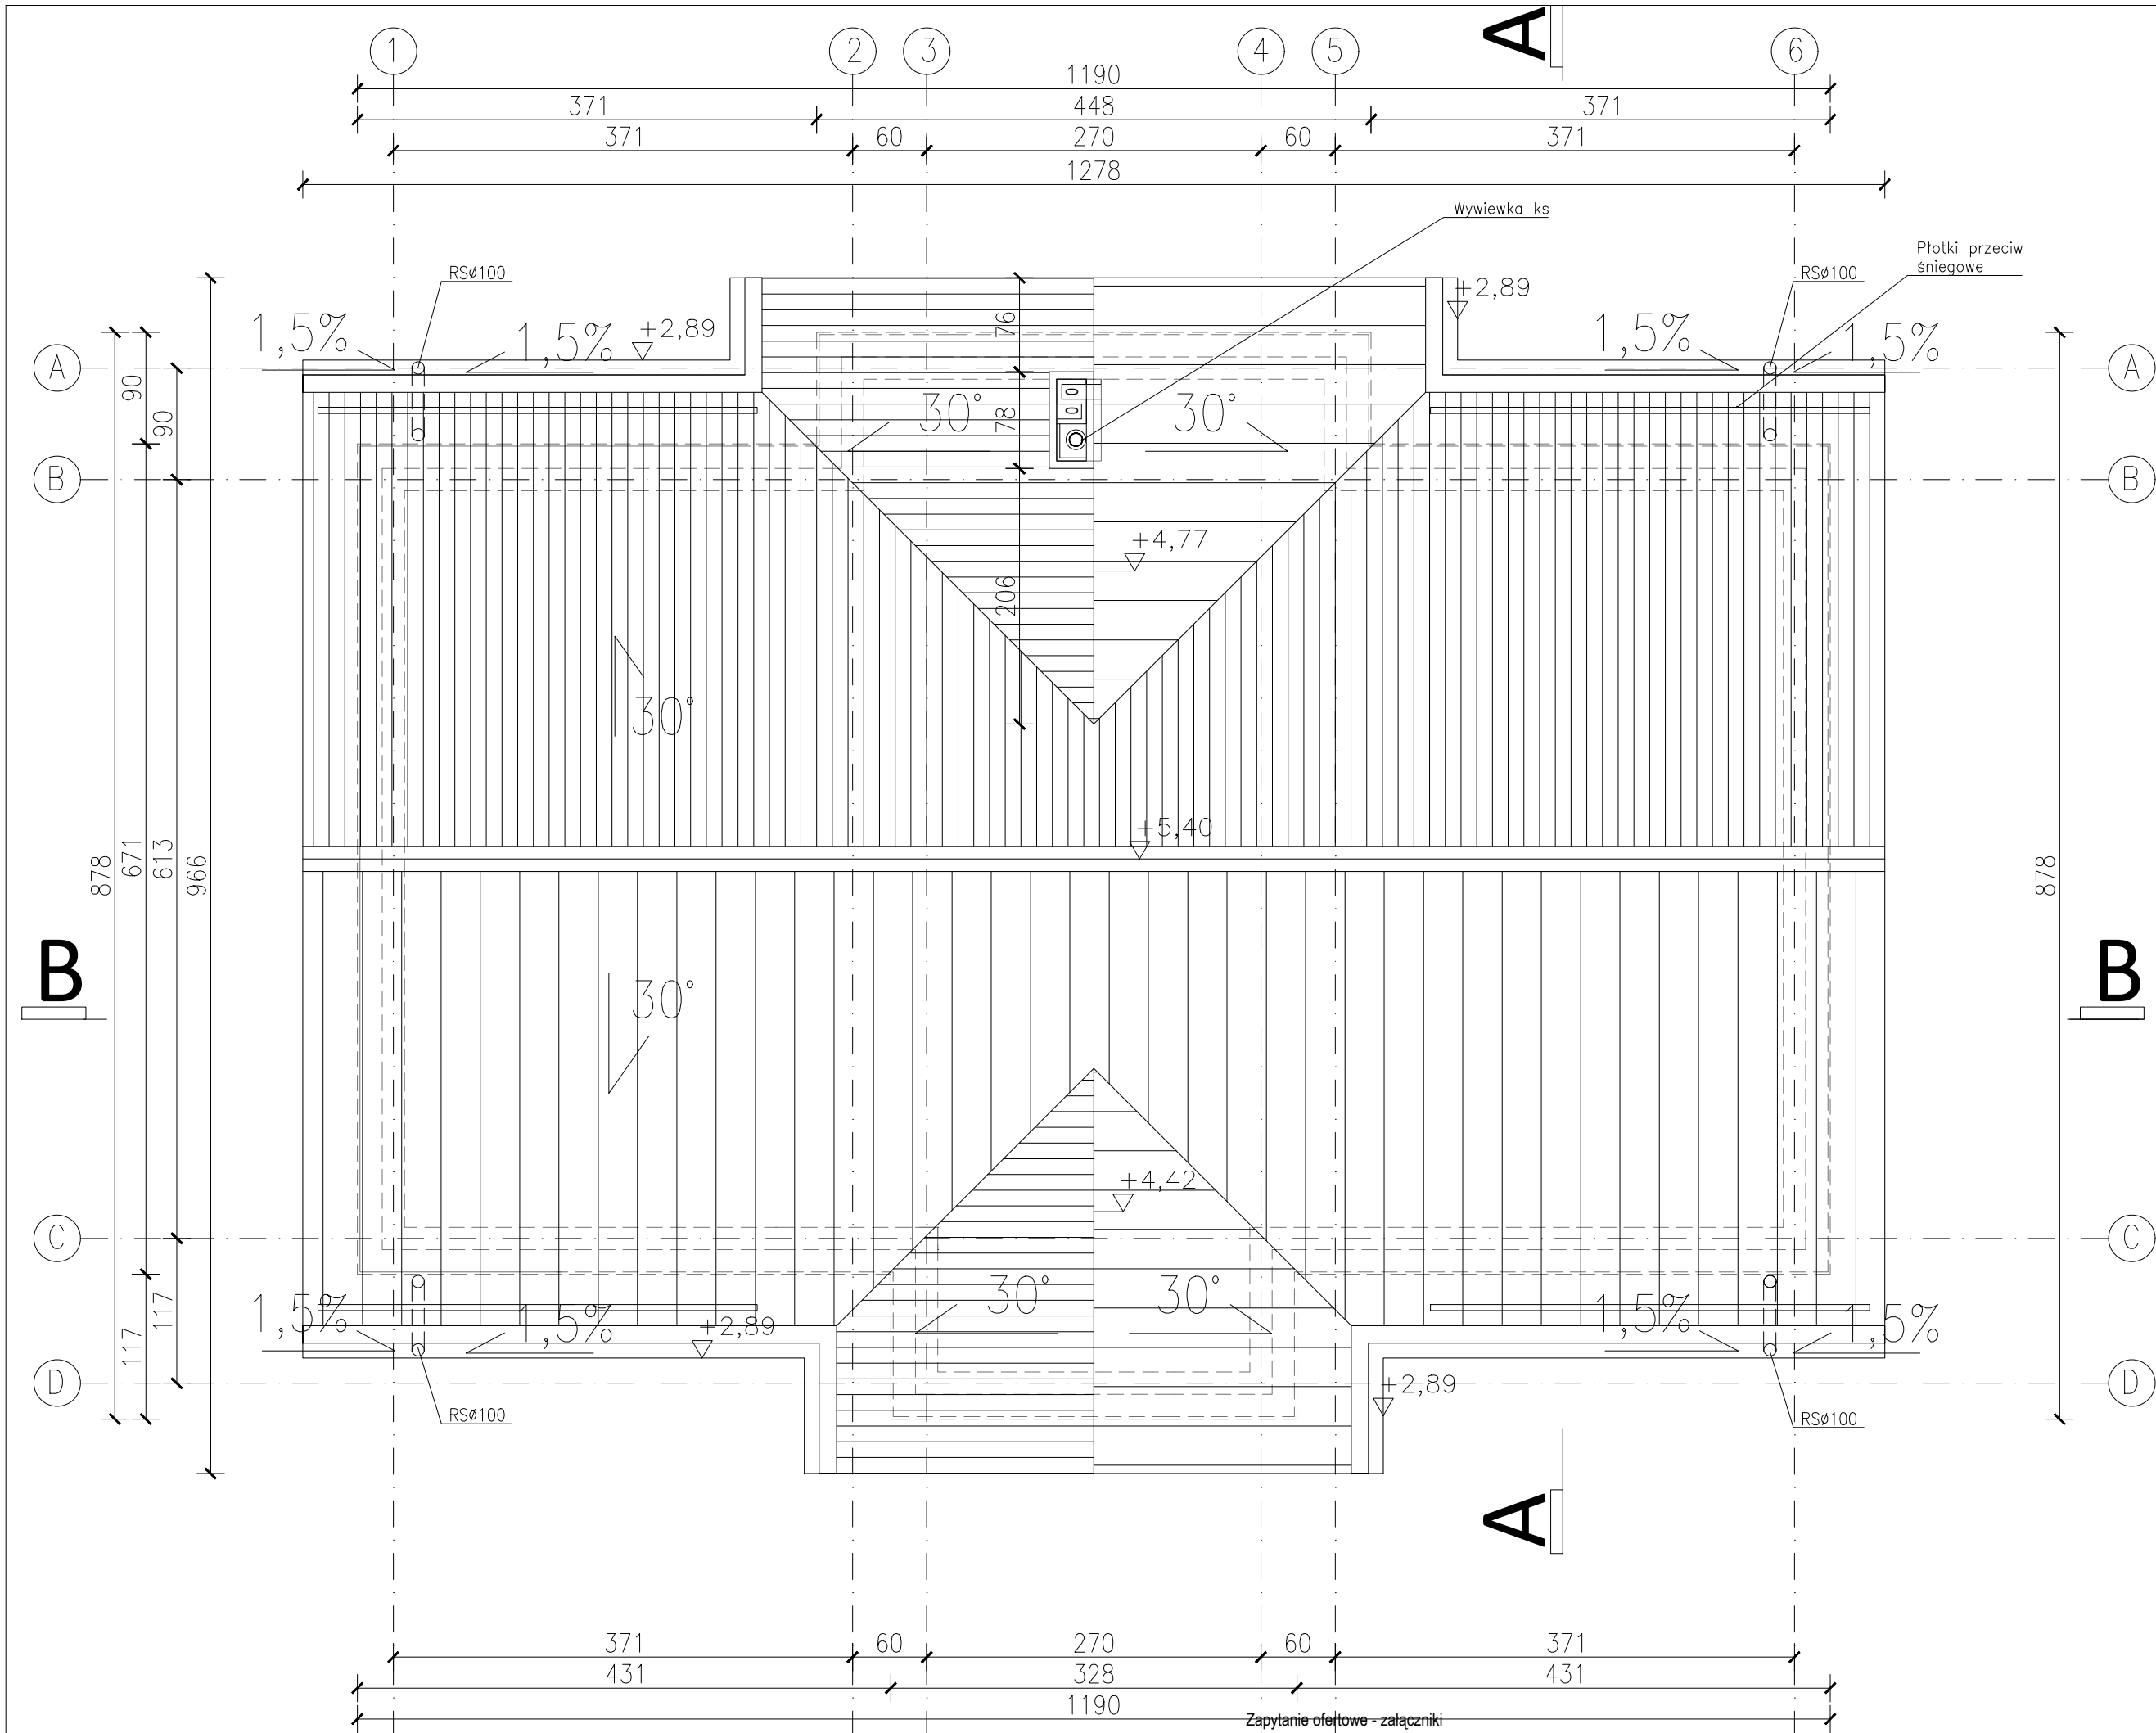 A
1 2 3 4 5 6
1190
371 448 371
371 60 270 60 371
1278
Wywiewka ks
Płotki przeciw
śniegowe
RSø100
RSø100
+2,89
+2,89
1,5% 1,5%
1,5% 1,5%
76
A
A
90
90
78
30° 30°
B
B
+4,77
206
30°
+5,40
878
671
613
966
878
B
B
30°
+4,42
C
C
30° 30°
1,5% 1,5%
1,5% 1,5%
+2,89
117
117
D
D
+2,89
RSø100
RSø100
A
371 60 270 60 371
431 328 431
1190
Zapytanie ofertowe - załączniki